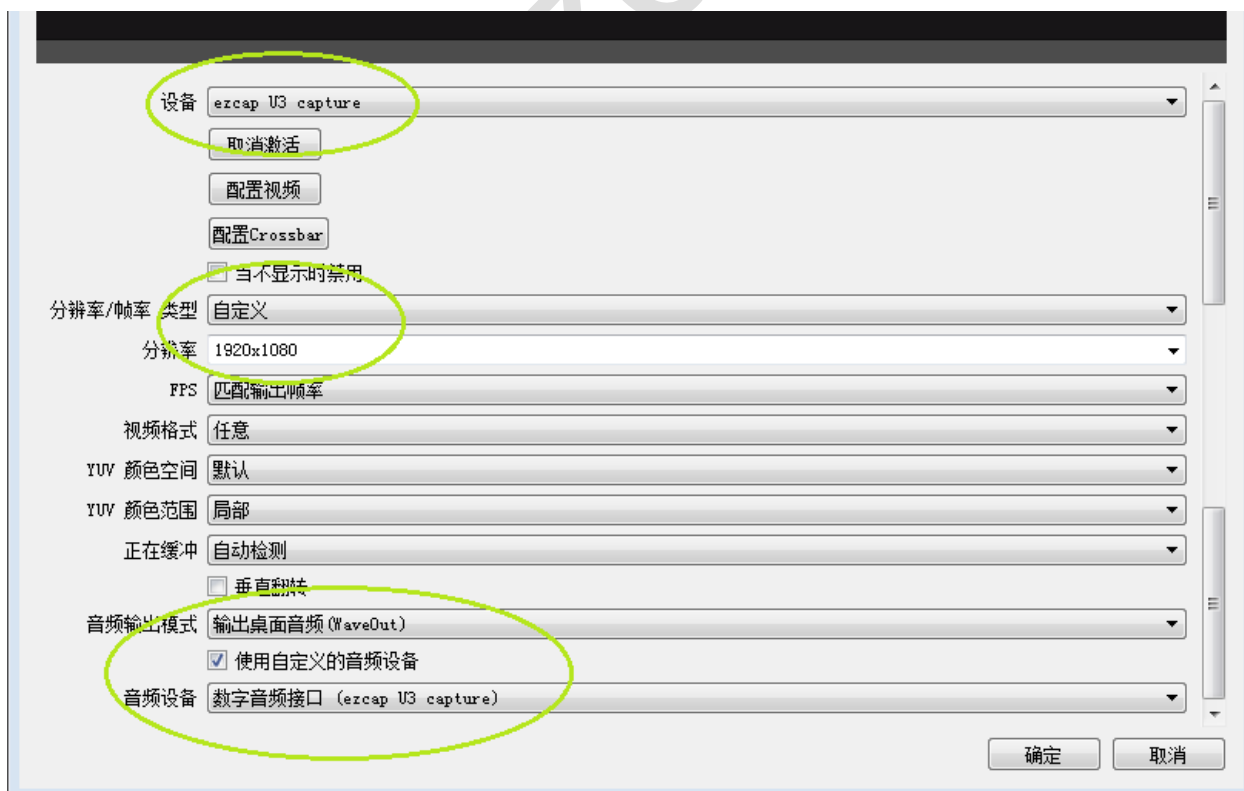 设备 ezcap U3 capture
取消激活
配置视频
配置Crossbar
当不显示时禁用
分辨率/帧率 类型 自定义
分辨率 1920x1080
FPS 匹配输出帧率
视频格式 任意
YUV 颜色空间 默认
YUV 颜色范围 局部
正在缓冲 自动检测
垂直翻转
音频输出模式 输出桌面音频(WaveOut)
使用自定义的音频设备
音频设备 数字音频接口 (ezcap U3 capture)
确定 取消